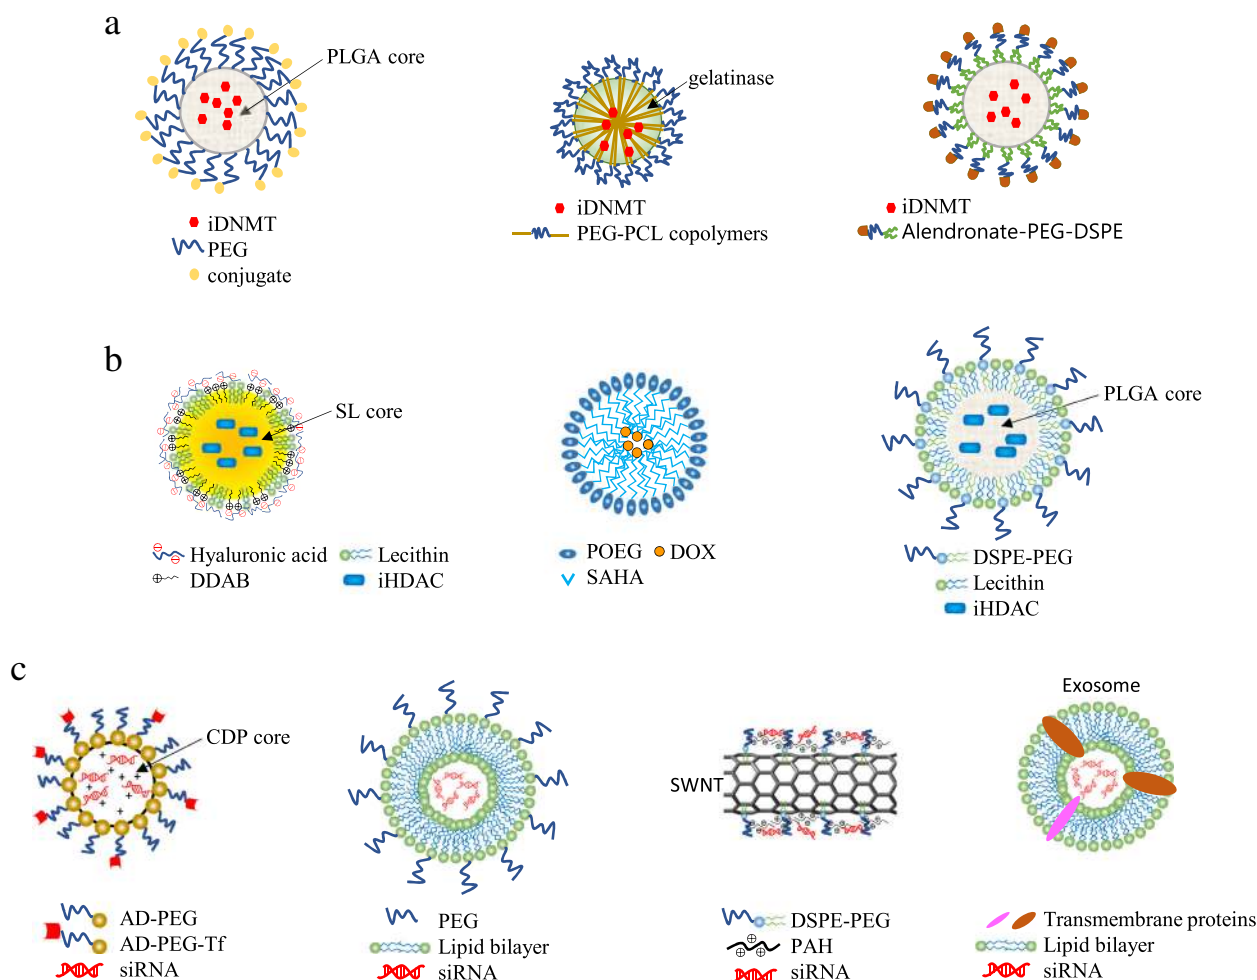 a
PLGA core
gelatinase
iDNMT
PEG
conjugate
iDNMT
PEG-PCL copolymers
iDNMT
Alendronate-PEG-DSPE
b
SL core
PLGA core
Hyaluronic acid
Lecithin
DDAB
iHDAC
POEG
DOX
SAHA
DSPE-PEG
Lecithin
iHDAC
c
CDP core
SWNT
Exosome
AD-PEG
AD-PEG-Tf
siRNA
PEG
Lipid bilayer
siRNA
DSPE-PEG
PAH
siRNA
Transmembrane proteins
Lipid bilayer
siRNA